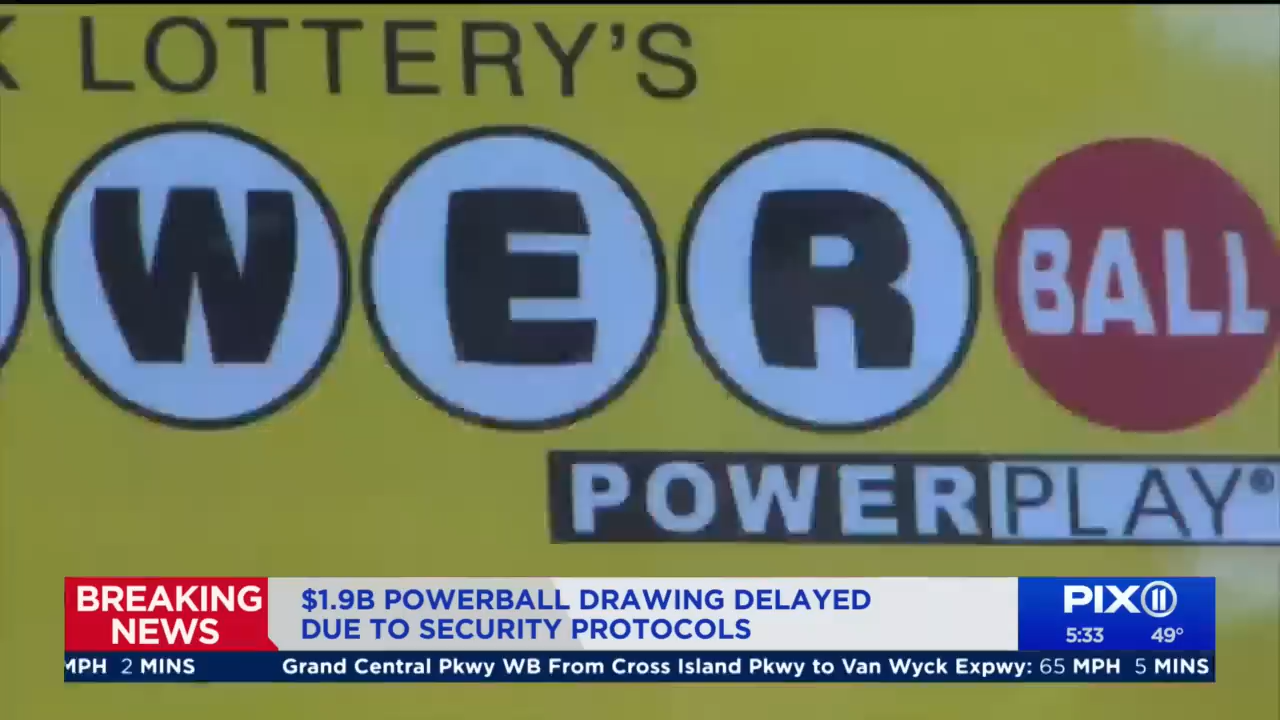 K LOTTERY'S
WER BALL
POWERPLAY®
BREAKING NEWS
$1.9B POWERBALL DRAWING DELAYED
DUE TO SECURITY PROTOCOLS
PIX11
5:33 49°
MPH 2 MINS Grand Central Pkwy WB From Cross Island Pkwy to Van Wyck Expwy: 65 MPH 5 MINS